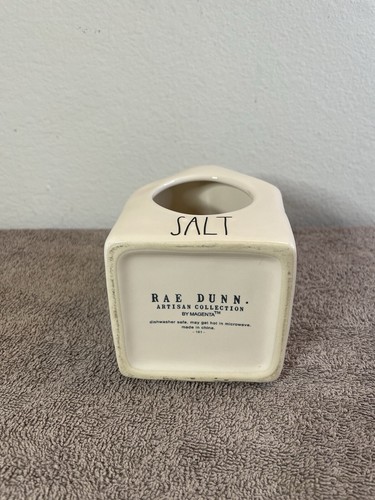 SALT
RAE DUNN.
ARTISAN COLLECTION
BY MAGENTA™
dishwasher safe. may get hot in microwave.
made in china.